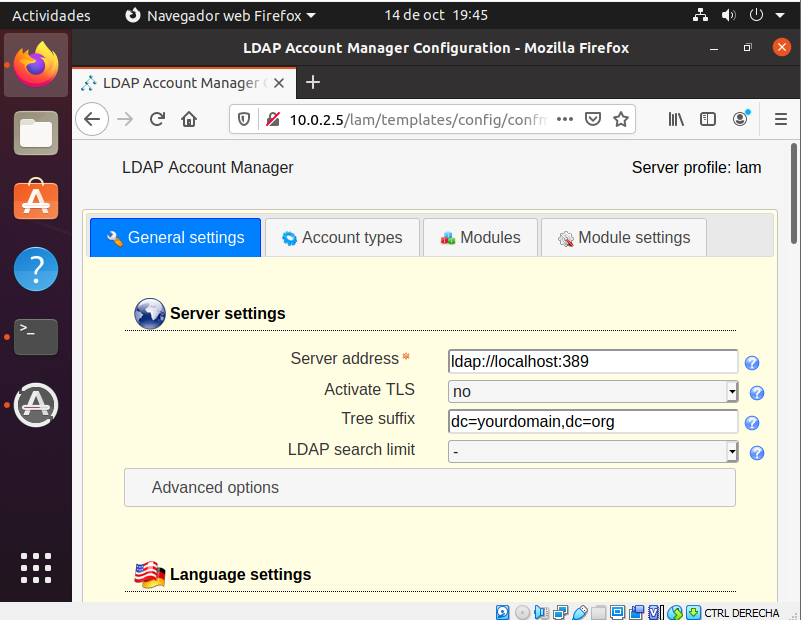 Actividades Navegador web Firefox 14 de oct 19:45
LDAP Account Manager Configuration - Mozilla Firefox
LDAP Account Manager
10.0.2.5/lam/templates/config/confm
LDAP Account Manager Server profile: lam
General settings Account types Modules Module settings
Server settings
Server address*
ldap://localhost:389
Activate TLS no
Tree suffix dc=yourdomain,dc=org
LDAP search limit -
Advanced options
Language settings
CTRL DERECHA